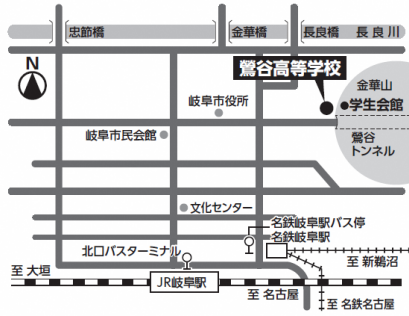 忠節橋
金華橋
長良橋
長良川
N
鶯谷高等学校
金華山
学生会館
岐阜市役所
岐阜市民会館
鶯谷
トンネル
文化センター
名鉄岐阜駅バス停
名鉄岐阜駅
北口バスターミナル
至 新鵜沼
至 大垣
JR岐阜駅
至 名古屋
至 名鉄名古屋